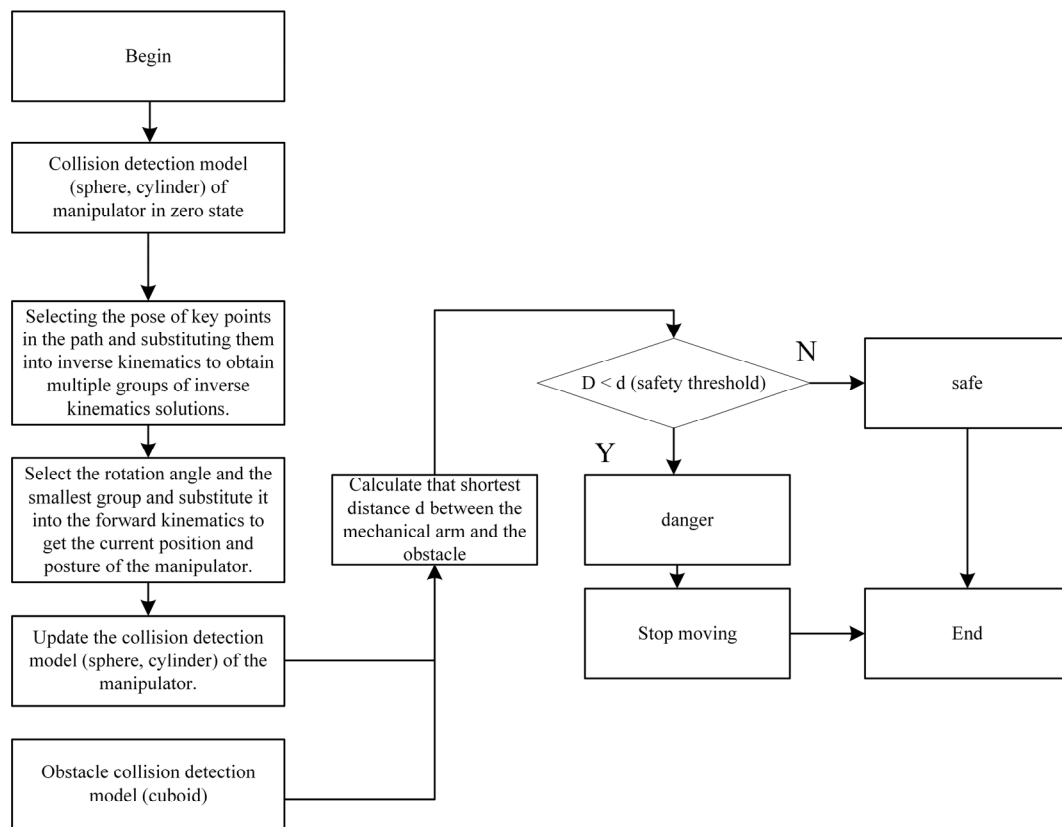 Begin
Collision detection model
(sphere, cylinder) of
manipulator in zero state
Selecting the pose of key points
in the path and substituting them
into inverse kinematics to obtain
multiple groups of inverse
kinematics solutions.
Select the rotation angle and the
smallest group and substitute it
into the forward kinematics to
get the current position and
posture of the manipulator.
Update the collision detection
model (sphere, cylinder) of the
manipulator.
Obstacle collision detection
model (cuboid)
Calculate that shortest
distance d between the
mechanical arm and the
obstacle
D < d (safety threshold)
N
safe
Y
danger
Stop moving
End